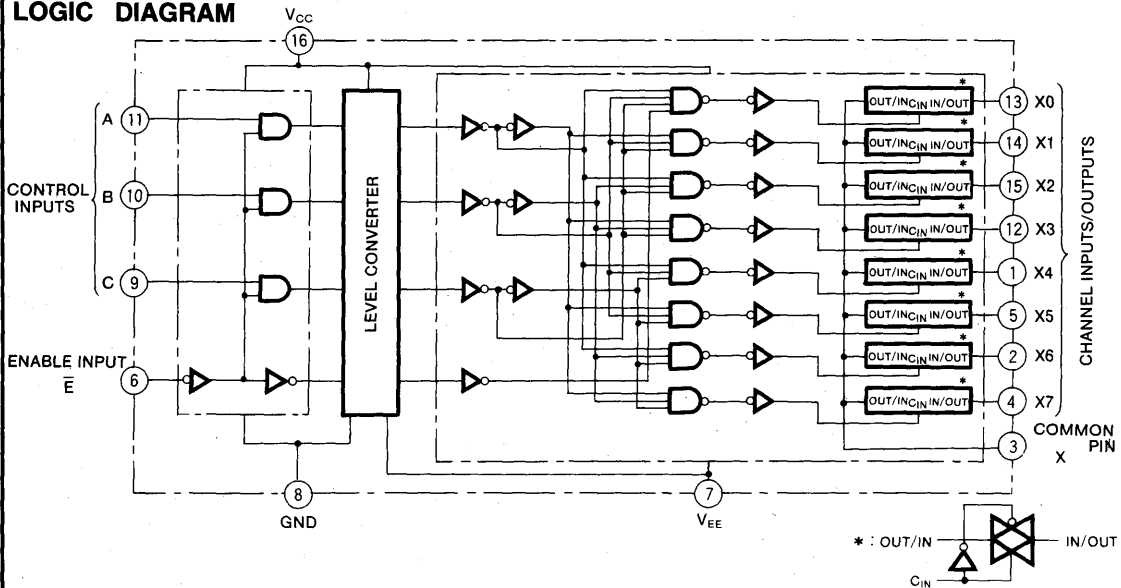 LOGIC DIAGRAM
VCC
16
CONTROL
INPUTS
A 11
B 10
C 9
ENABLE INPUT
E̅
6
LEVEL CONVERTER
OUT/IN CIN IN/OUT * 13 X0
OUT/IN CIN IN/OUT * 14 X1
OUT/IN CIN IN/OUT * 15 X2
OUT/IN CIN IN/OUT * 12 X3
OUT/IN CIN IN/OUT * 1 X4
OUT/IN CIN IN/OUT * 5 X5
OUT/IN CIN IN/OUT * 2 X6
OUT/IN CIN IN/OUT * 4 X7
CHANNEL INPUTS/OUTPUTS
3
COMMON
PIN
X
8
GND
7
VEE
* : OUT/IN
IN/OUT
CIN